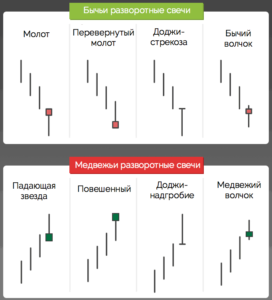 Бычьи разворотные свечи
Молот
Перевернутый
молот
Доджи-
стрекоза
Бычий
волчок
Медвежьи разворотные свечи
Падающая
звезда
Повешенный
Доджи-
надгробие
Медвежий
волчок